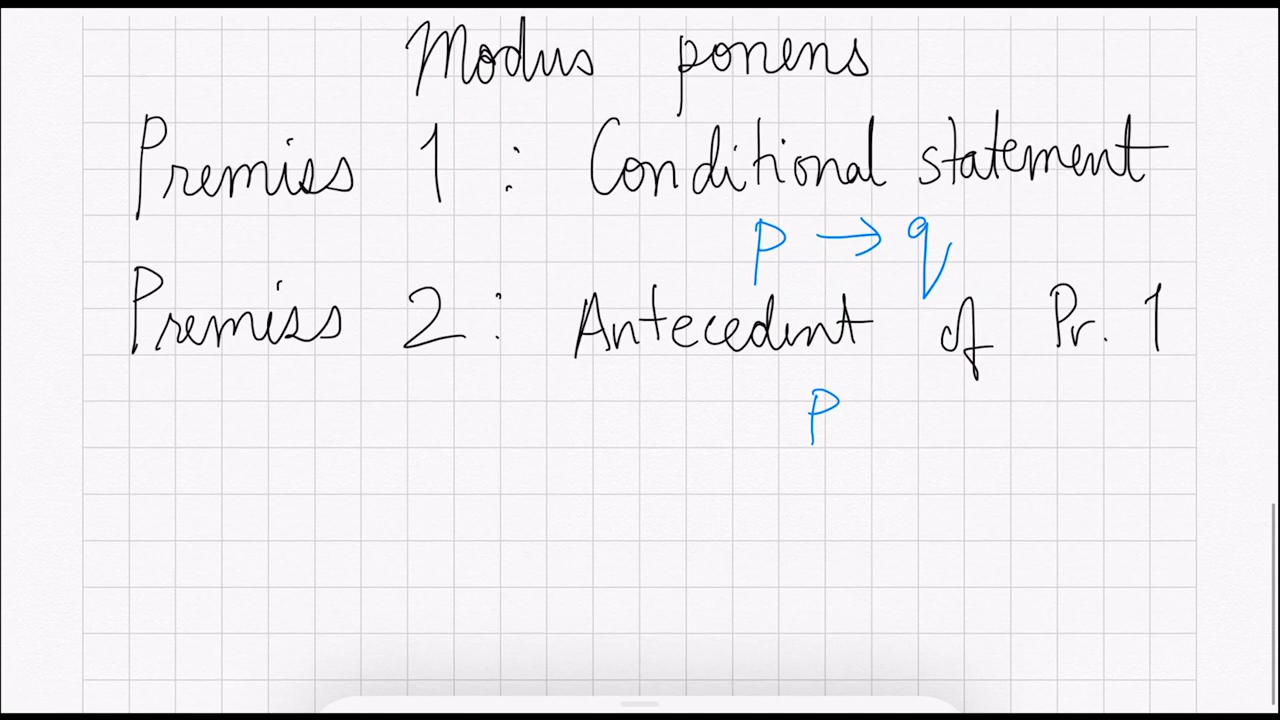 Modus ponens
Premiss 1 : Conditional statement
p → q
Premiss 2 : Antecedent of Pr. 1
p